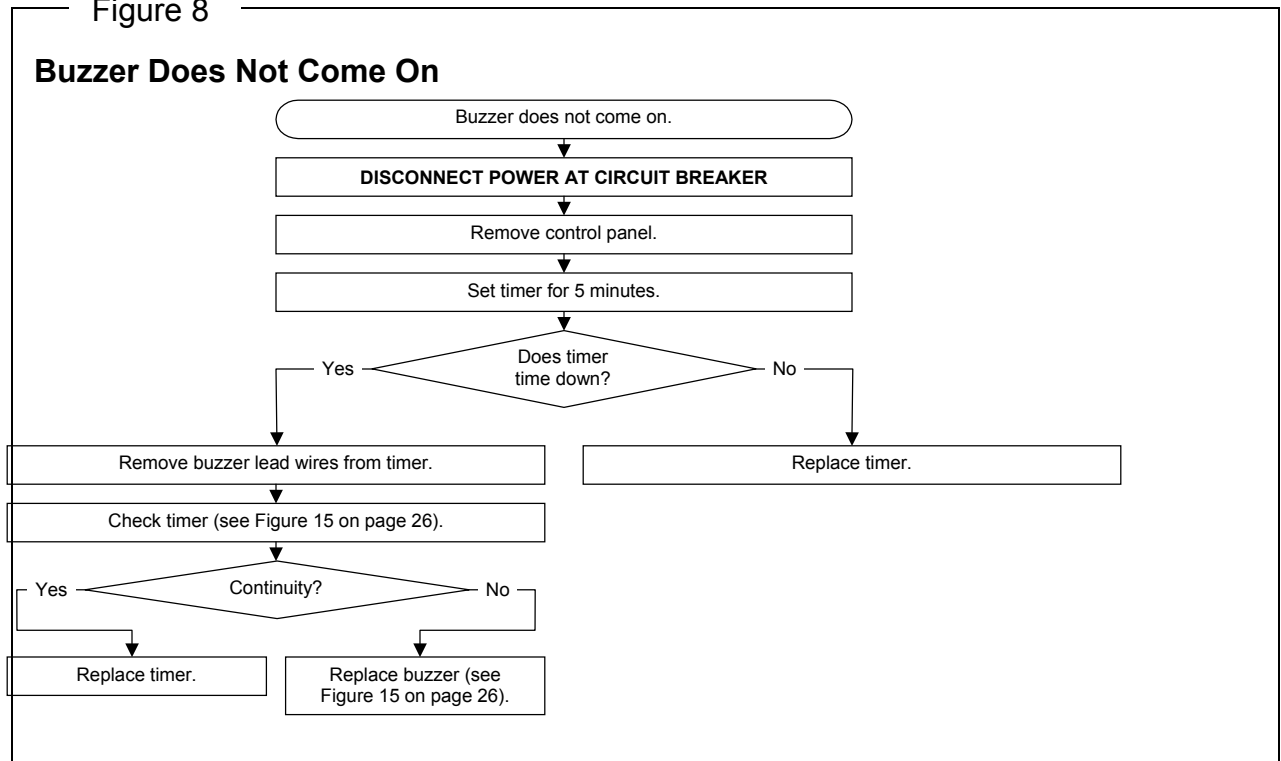 Figure 8
Buzzer Does Not Come On
Buzzer does not come on.
DISCONNECT POWER AT CIRCUIT BREAKER
Remove control panel.
Set timer for 5 minutes.
Does timer
time down?
Yes
No
Remove buzzer lead wires from timer.
Replace timer.
Check timer (see Figure 15 on page 26).
Continuity?
Yes
No
Replace timer.
Replace buzzer (see
Figure 15 on page 26).